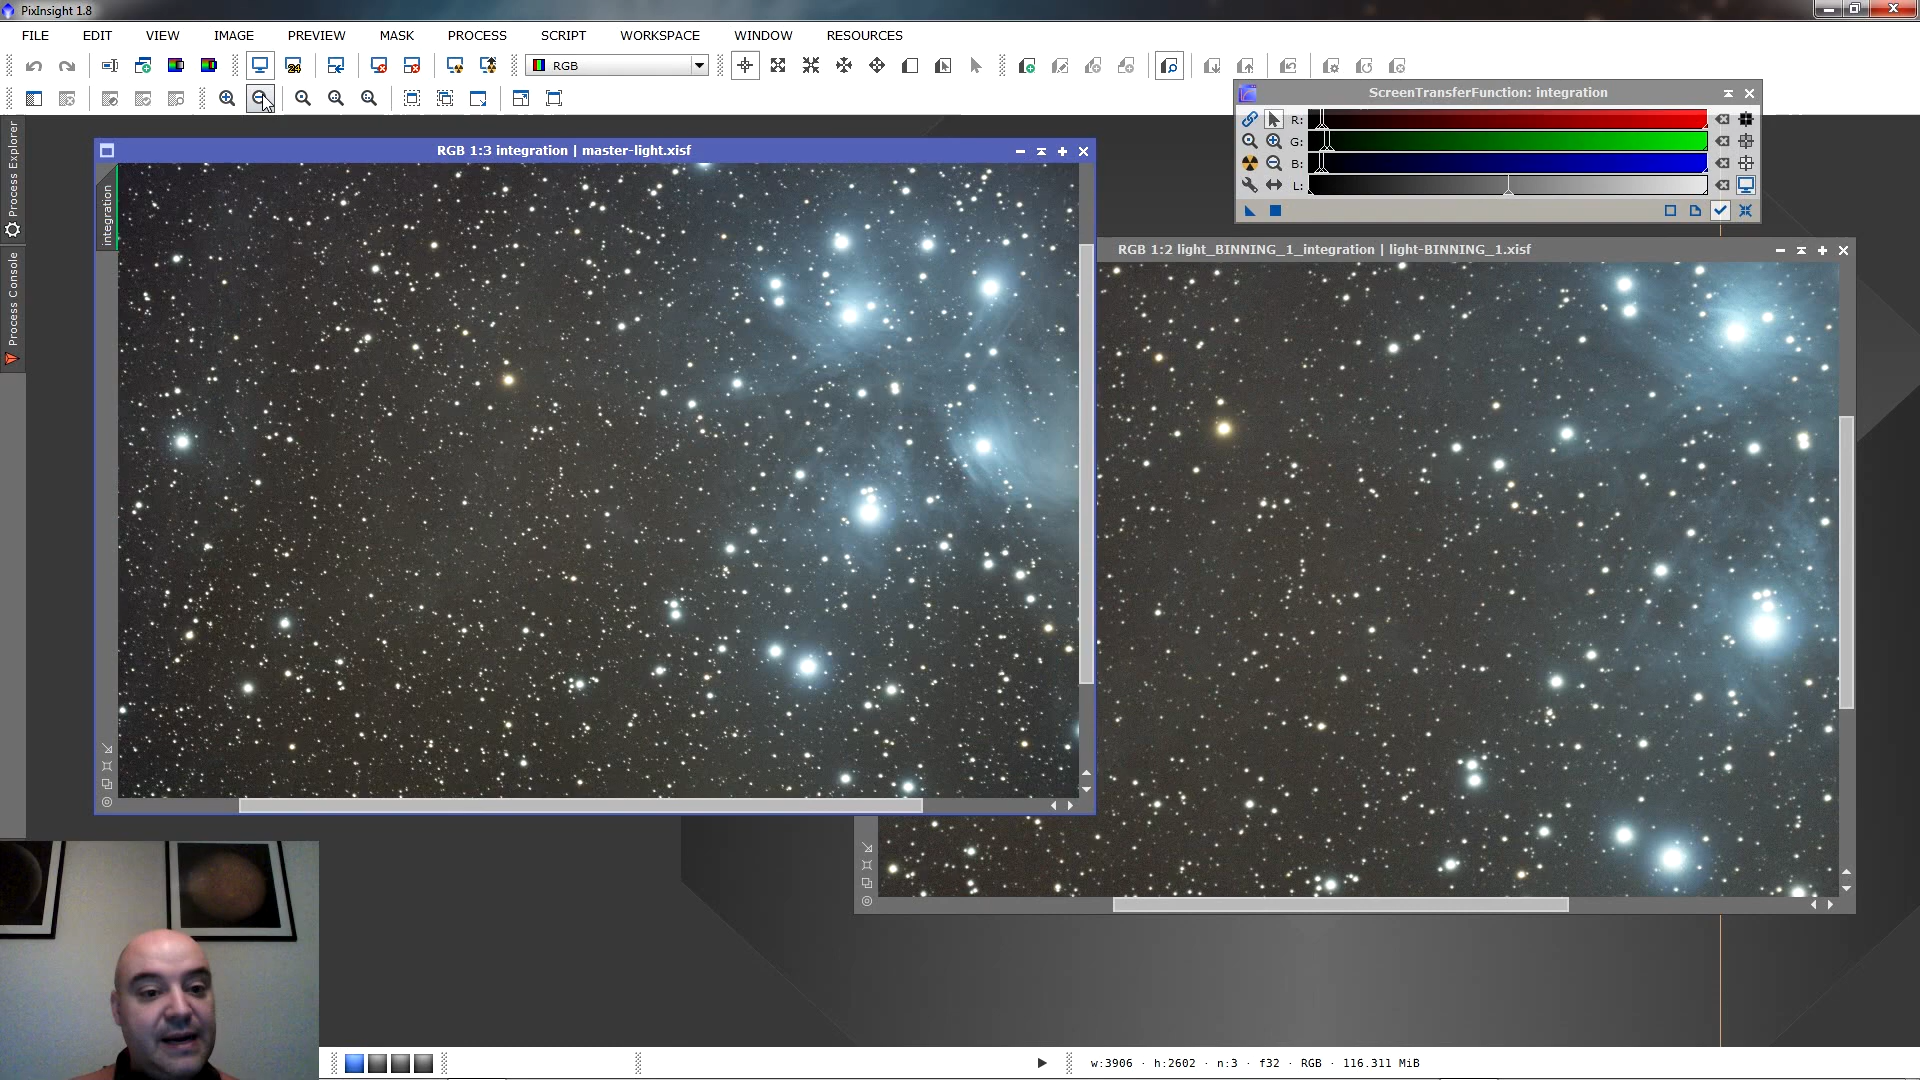 PixInsight 1.8
FILE EDIT VIEW IMAGE PREVIEW MASK PROCESS SCRIPT WORKSPACE WINDOW RESOURCES
24
RGB
ScreenTransferFunction: integration
R:
G:
B:
L:
Process Explorer
Process Console
RGB 1:3 integration | master-light.xisf
integration
RGB 1:2 light_BINNING_1_integration | light-BINNING_1.xisf
w:3906 · h:2602 · n:3 · f32 · RGB · 116.311 MiB